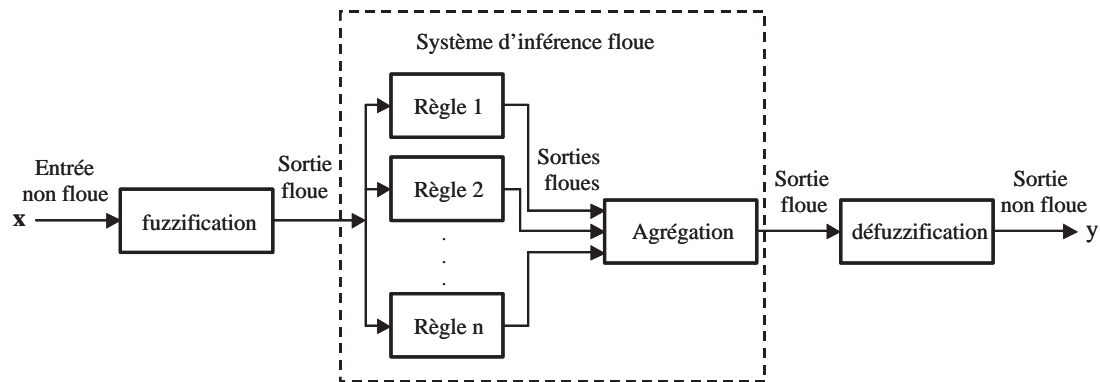 Système d'inférence floue
Entrée
non floue
x
fuzzification
Sortie
floue
Règle 1
Règle 2
.
.
.
Règle n
Sorties
floues
Agrégation
Sortie
floue
défuzzification
Sortie
non floue
y